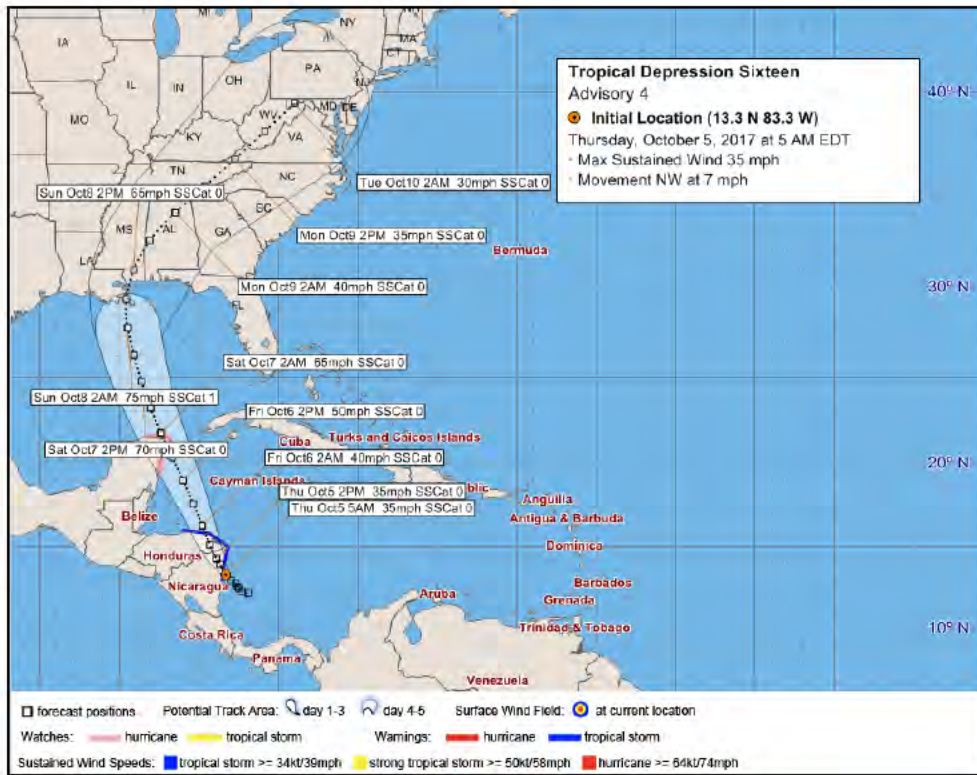 NY
MA
CT
IA
PA
NJ
OH
IL
IN
MD
DE
WV
MO
VA
KY
TN
NC
SC
MS
AL
GA
LA
FL
Tropical Depression Sixteen
Advisory 4
Initial Location (13.3 N 83.3 W)
Thursday, October 5, 2017 at 5 AM EDT
· Max Sustained Wind 35 mph
· Movement NW at 7 mph
40° N
30° N
20° N
10° N
Sun Oct8 2PM 65mph SSCat 0
Tue Oct10 2AM 30mph SSCat 0
Mon Oct9 2PM 35mph SSCat 0
Bermuda
Mon Oct9 2AM 40mph SSCat 0
Sat Oct7 2AM 65mph SSCat 0
Sun Oct8 2AM 75mph SSCat 1
Fri Oct6 2PM 50mph SSCat 0
Cuba
Turks and Caicos Islands
Sat Oct7 2PM 70mph SSCat 0
Fri Oct6 2AM 40mph SSCat 0
Cayman Islands
Thu Oct5 2PM 35mph SSCat 0
Thu Oct5 5AM 35mph SSCat 0
Anguilla
Belize
Antigua & Barbuda
Honduras
Dominica
Nicaragua
Barbados
Aruba
Grenada
Costa Rica
Trinidad & Tobago
Panama
Venezuela
forecast positions Potential Track Area: day 1-3 day 4-5 Surface Wind Field: at current location
Watches: hurricane tropical storm Warnings: hurricane tropical storm
Sustained Wind Speeds: tropical storm >= 34kt/39mph strong tropical storm >= 50kt/58mph hurricane >= 64kt/74mph